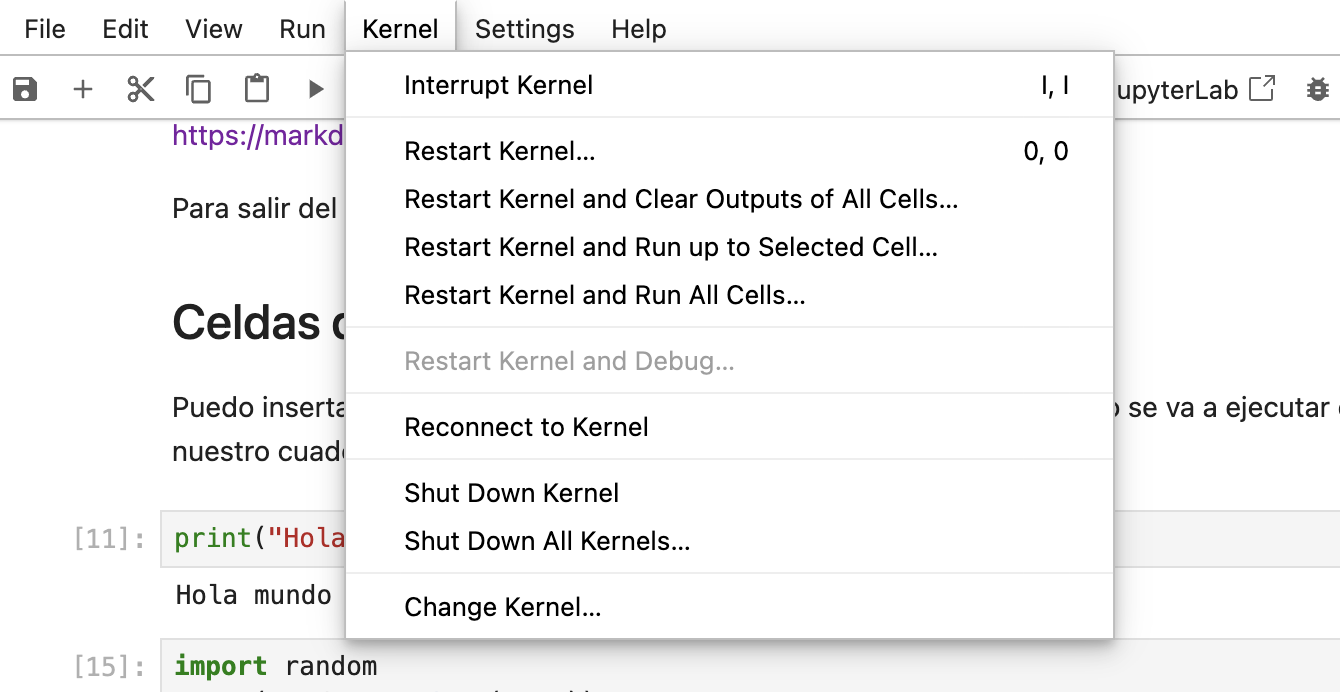 File Edit View Run Kernel Settings Help
upyterLab
Interrupt Kernel I, I
Restart Kernel... 0, 0
Restart Kernel and Clear Outputs of All Cells...
Restart Kernel and Run up to Selected Cell...
Restart Kernel and Run All Cells...
Restart Kernel and Debug...
Reconnect to Kernel
Shut Down Kernel
Shut Down All Kernels...
Change Kernel...
https://markd
Para salir del
Celdas
Puedo inserta se va a ejecutar
nuestro cuad
[11]: print("Hola
Hola mundo
[15]: import random